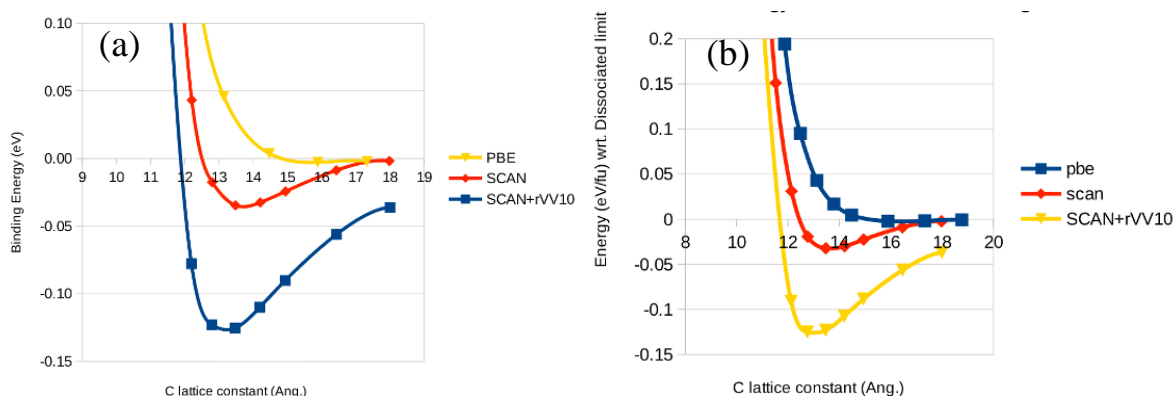 (a)
0.10
0.05
0.00
-0.05
-0.10
-0.15
9 10 11 12 13 14 15 16 17 18 19
Binding Energy (eV)
C lattice constant (Ang.)
PBE
SCAN
SCAN+rVV10
(b)
0.2
0.15
0.1
0.05
0
-0.05
-0.1
-0.15
8 10 12 14 16 18 20
Energy (eV/fu) wrt. Dissociated limit
C lattice constant (Ang.)
pbe
scan
SCAN+rVV10